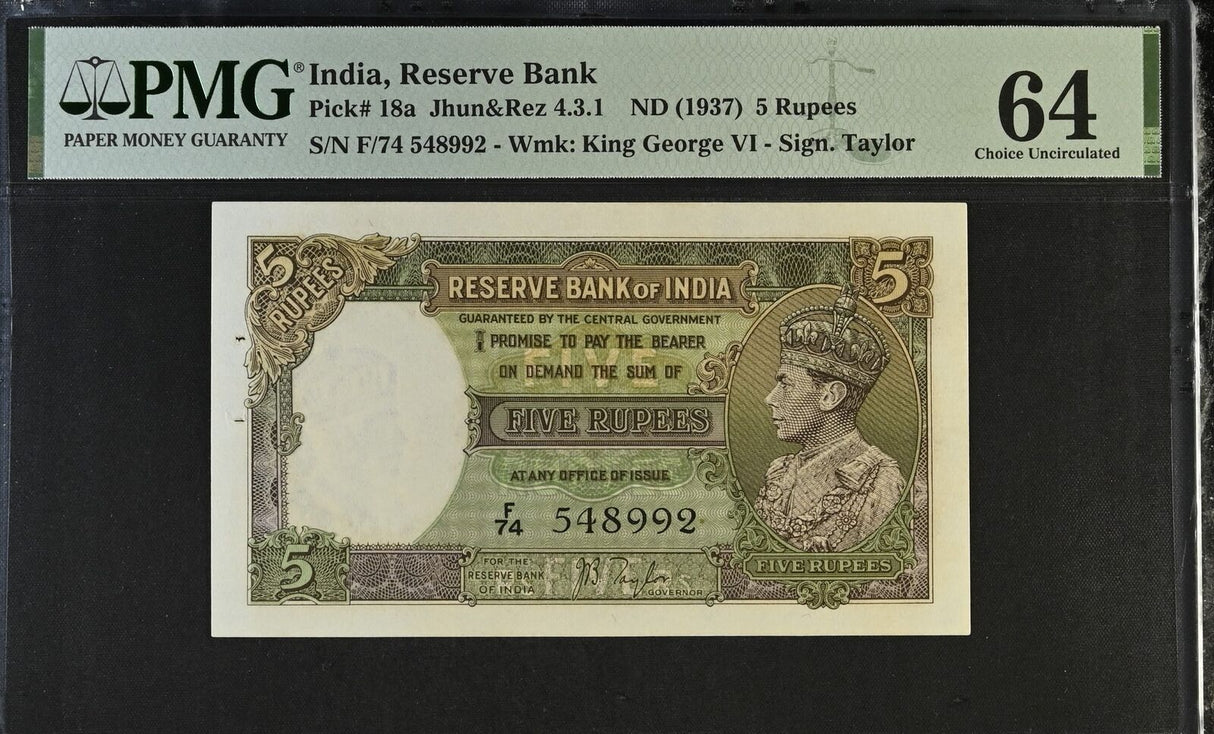 PMG®
PAPER MONEY GUARANTY
India, Reserve Bank
Pick# 18a Jhun&Rez 4.3.1 ND (1937) 5 Rupees
S/N F/74 548992 - Wmk: King George VI - Sign. Taylor
64
Choice Uncirculated
5
RUPEES
5
RESERVE BANK OF INDIA
GUARANTEED BY THE CENTRAL GOVERNMENT
I PROMISE TO PAY THE BEARER
FIVE
ON DEMAND THE SUM OF
FIVE RUPEES
AT ANY OFFICE OF ISSUE
F
74 548992
5
FOR THE
RESERVE BANK
OF INDIA
JB Taylor
GOVERNOR
FIVE RUPEES